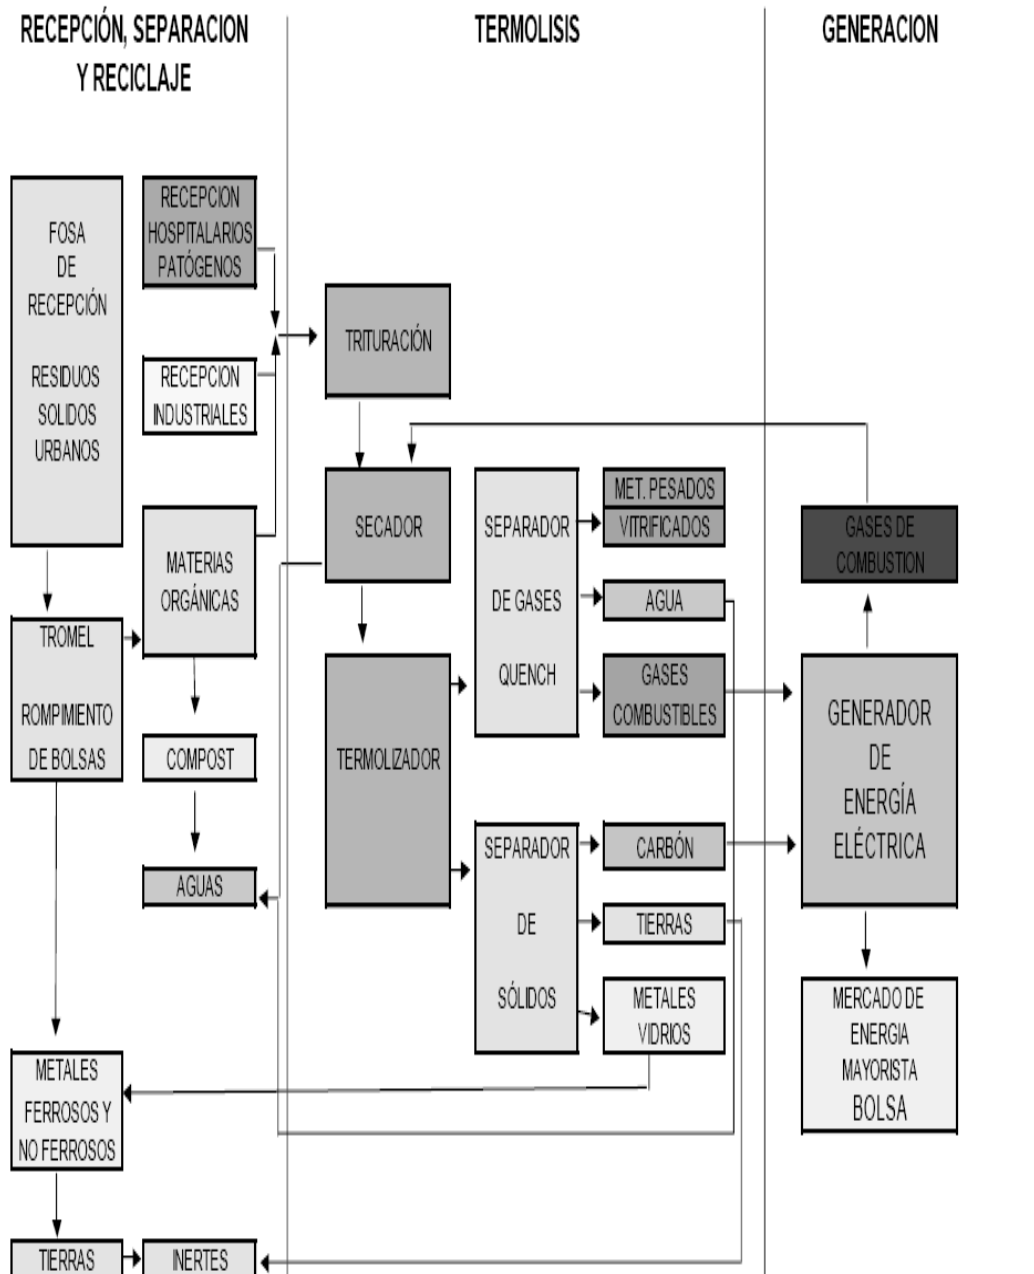 RECEPCIÓN, SEPARACION
Y RECICLAJE
TERMOLISIS
GENERACION
FOSA
DE
RECEPCIÓN
RESIDUOS
SOLIDOS
URBANOS
RECEPCION
HOSPITALARIOS
PATÓGENOS
RECEPCION
INDUSTRIALES
MATERIAS
ORGÁNICAS
TROMEL
ROMPIMIENTO
DE BOLSAS
COMPOST
AGUAS
METALES
FERROSOS Y
NO FERROSOS
TIERRAS
INERTES
TRITURACIÓN
SECADOR
TERMOLIZADOR
SEPARADOR
DE GASES
QUENCH
MET. PESADOS
VITRIFICADOS
AGUA
GASES
COMBUSTIBLES
SEPARADOR
DE
SÓLIDOS
CARBÓN
TIERRAS
METALES
VIDRIOS
GASES DE
COMBUSTION
GENERADOR
DE
ENERGÍA
ELÉCTRICA
MERCADO DE
ENERGIA
MAYORISTA
BOLSA